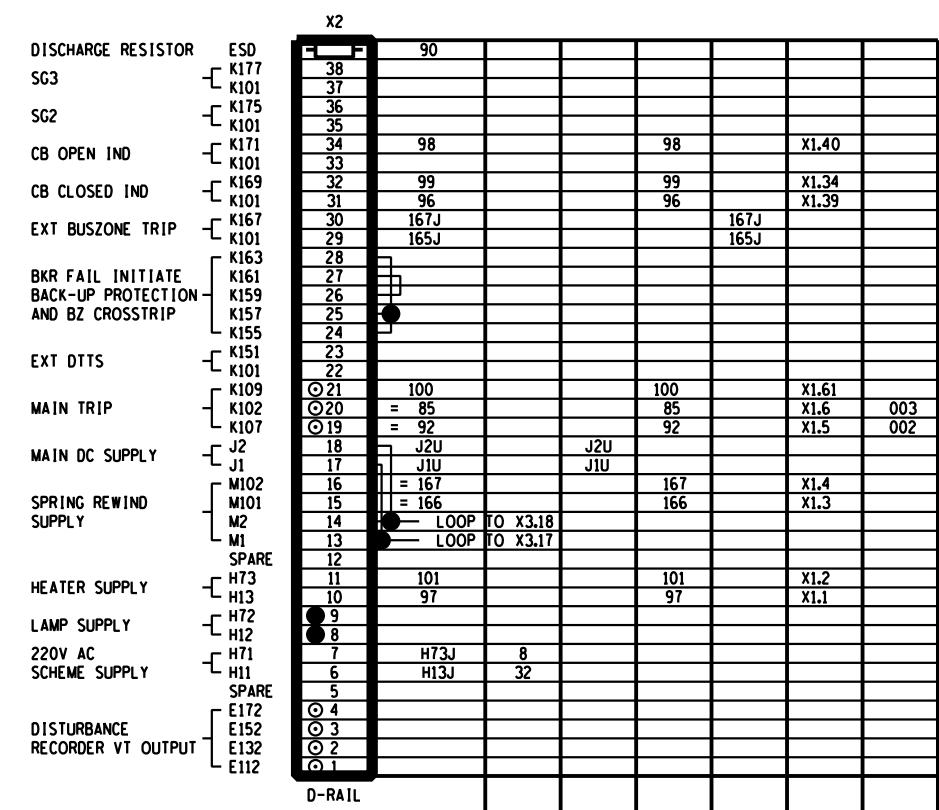 X2
DISCHARGE RESISTOR ESD 90
SG3 K177 38
K101 37
SG2 K175 36
K101 35
CB OPEN IND K171 34 98 98 X1.40
K101 33
CB CLOSED IND K169 32 99 99 X1.34
K101 31 96 96 X1.39
EXT BUSZONE TRIP K167 30 167J 167J
K101 29 165J 165J
K163 28
BKR FAIL INITIATE K161 27
BACK-UP PROTECTION K159 26
AND BZ CROSSTRIP K157 25
K155 24
EXT DTTS K151 23
K101 22
K109 21 100 100 X1.61
MAIN TRIP K102 20 = 85 85 X1.6 003
K107 19 = 92 92 X1.5 002
MAIN DC SUPPLY J2 18 J2U J2U
J1 17 J1U J1U
M102 16 = 167 167 X1.4
SPRING REWIND M101 15 = 166 166 X1.3
SUPPLY M2 14 LOOP TO X3.18
M1 13 LOOP TO X3.17
SPARE 12
HEATER SUPPLY H73 11 101 101 X1.2
H13 10 97 97 X1.1
LAMP SUPPLY H72 9
H12 8
220V AC H71 7 H73J 8
SCHEME SUPPLY H11 6 H13J 32
SPARE 5
E172 4
DISTURBANCE E152 3
RECORDER VT OUTPUT E132 2
E112 1
D-RAIL